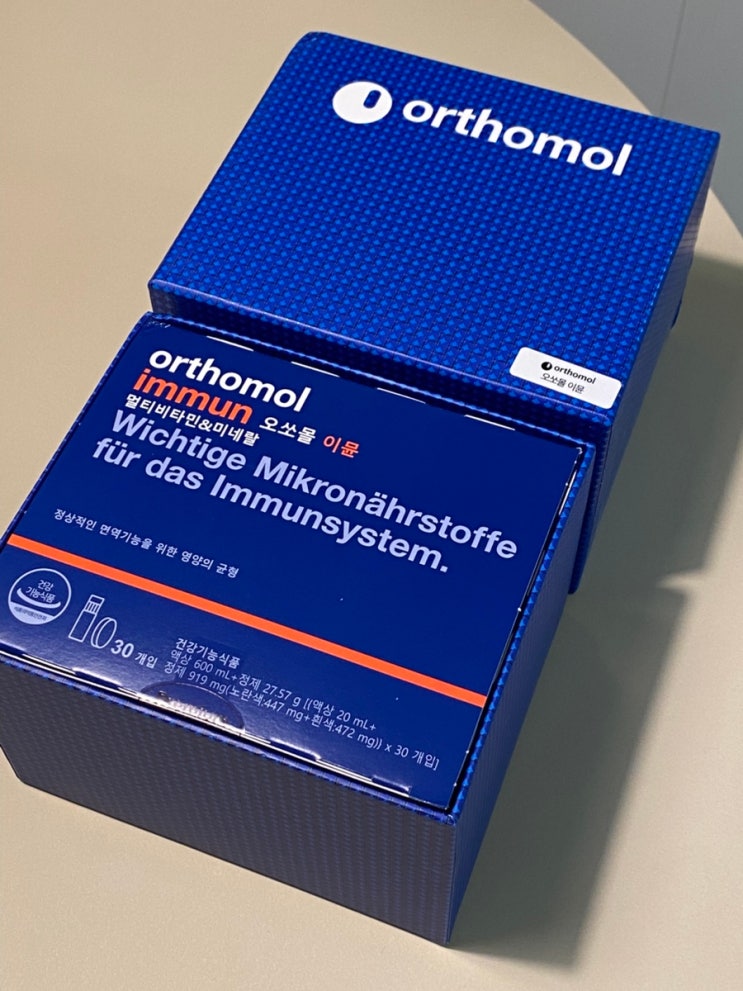 orthomol
orthomol
오쏘몰 이뮨
orthomol
immun 오쏘몰 이뮨
멀티비타민&미네랄
Wichtige Mikronährstoffe
für das Immunsystem.
정상적인 면역기능을 위한 영양의 균형
건강
기능식품
30 개입
건강기능식품
액상 600 mL+정제 27.57 g [(액상 20 mL+
정제 919 mg(노란색:447 mg+흰색:472 mg)) x 30 개입]